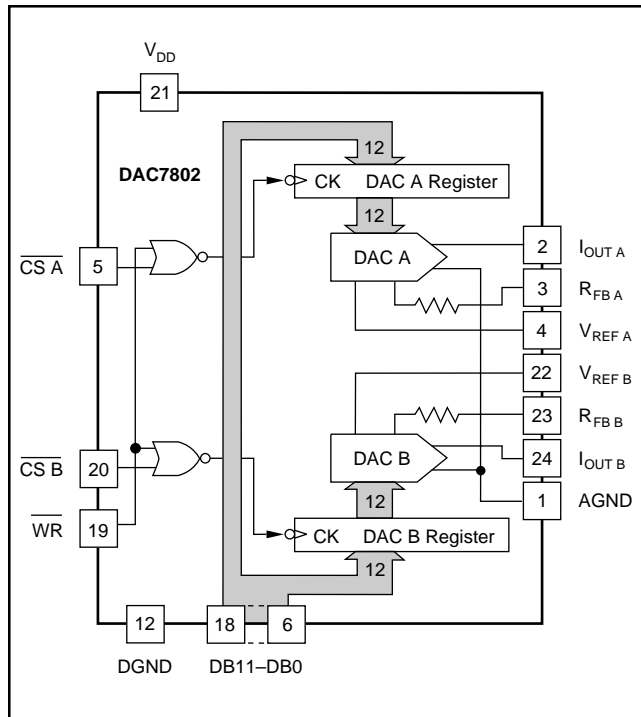 VDD
21
12
DAC7802
CK DAC A Register
12
CS A
5
DAC A
2
IOUT A
3
RFB A
4
VREF A
22
VREF B
23
RFB B
CS B
20
DAC B
24
IOUT B
12
1
AGND
WR
19
CK DAC B Register
12
12
18
6
DGND
DB11–DB0